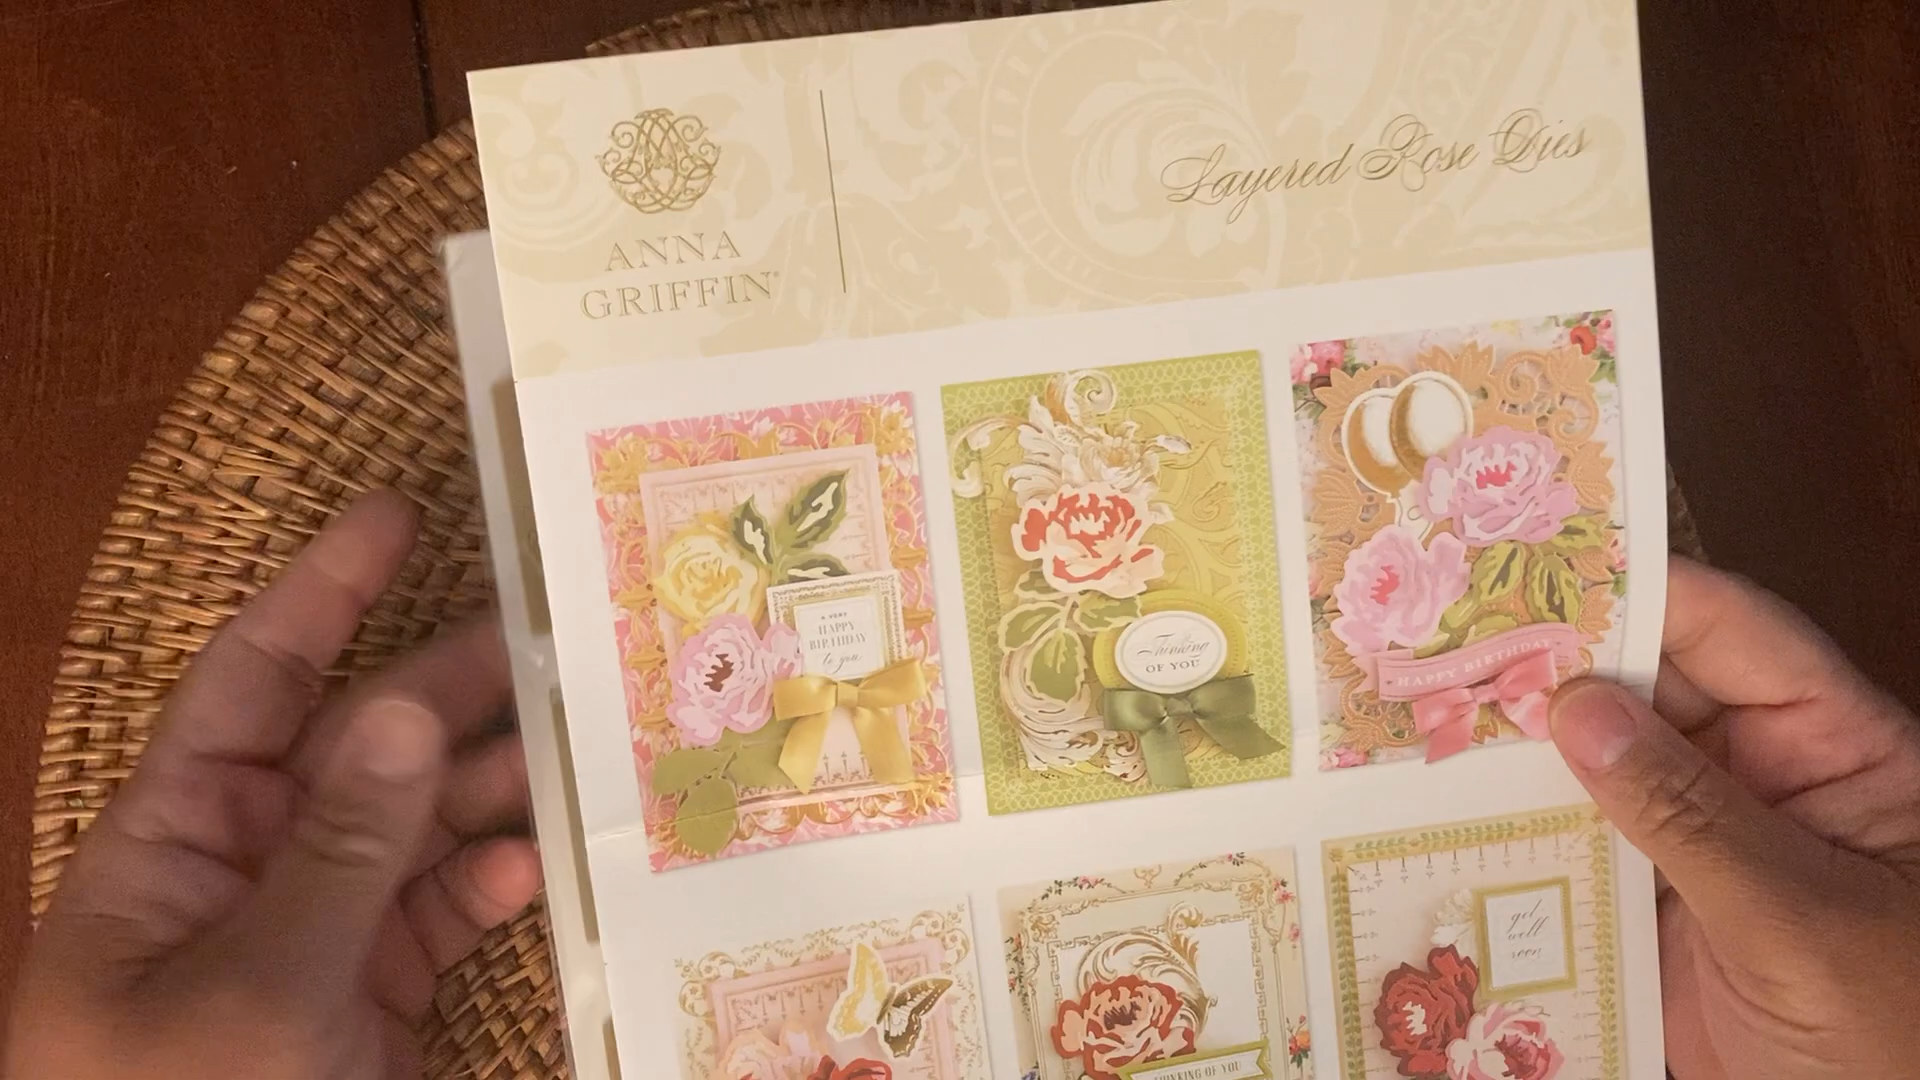 ANNA
GRIFFIN®
Layered Rose Dies
A VERY
HAPPY
BIRTHDAY
to you
Thinking
OF YOU
HAPPY BIRTHDAY
THINKING OF YOU
get
well
soon